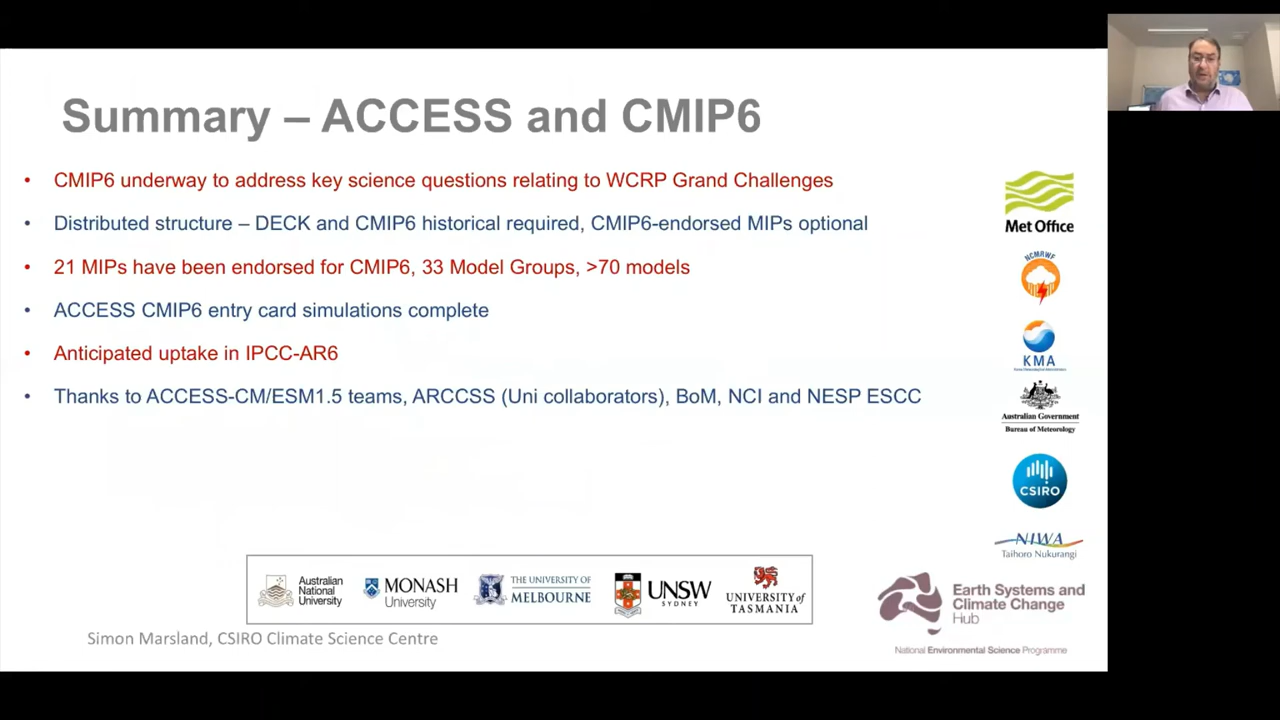 Summary – ACCESS and CMIP6
• CMIP6 underway to address key science questions relating to WCRP Grand Challenges
• Distributed structure – DECK and CMIP6 historical required, CMIP6-endorsed MIPs optional
• 21 MIPs have been endorsed for CMIP6, 33 Model Groups, >70 models
• ACCESS CMIP6 entry card simulations complete
• Anticipated uptake in IPCC-AR6
• Thanks to ACCESS-CM/ESM1.5 teams, ARCCSS (Uni collaborators), BoM, NCI and NESP ESCC
Met Office
NCMRWF
KMA
Australian Government
Bureau of Meteorology
CSIRO
NIWA
Taihoro Nukurangi
Australian
National
University
MONASH
University
THE UNIVERSITY OF
MELBOURNE
UNSW
SYDNEY
UNIVERSITY of
TASMANIA
Earth Systems and
Climate Change
Hub
National Environmental Science Programme
Simon Marsland, CSIRO Climate Science Centre